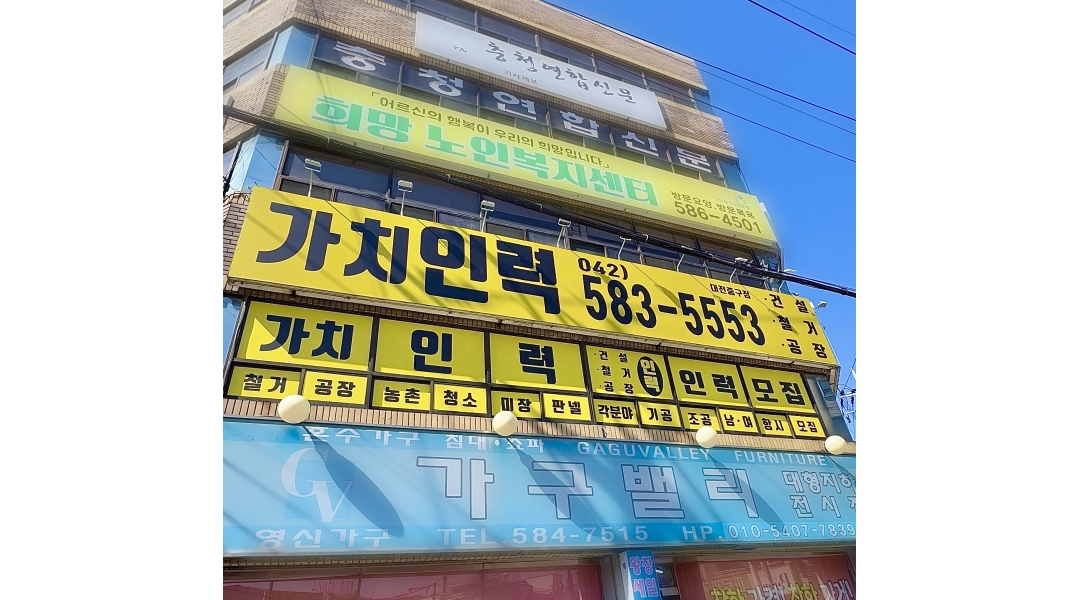 YN 충청연합신문
기사제보
충청연합신문
「어르신의 행복이 우리의 희망입니다」
희망 노인복지센터
방문요양.방문목욕
586-4501
가치인력
042)
583-5553
대전중구점
·건설
·철거
·공장
가치 인력
·건설
·철거
·공장
인력
인력모집
철거 공장 농촌 청소 미장 판넬 각분야 기공 조공 남·여 항시 모집
혼수가구 침대·쇼파 GAGUVALLEY FURNITURE
GV 가구밸리
대형지하
전시
영신가구 TEL.584-7515 HP.010-5407-7839
왕창
세일